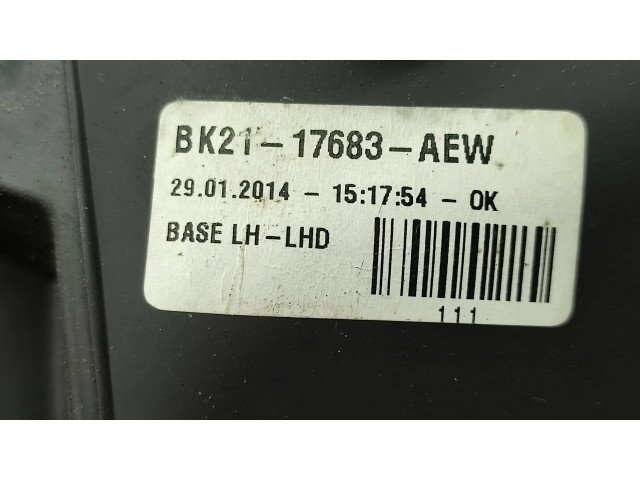 BK21-17683-AEW
29.01.2014 - 15:17:54 - OK
BASE LH-LHD
111